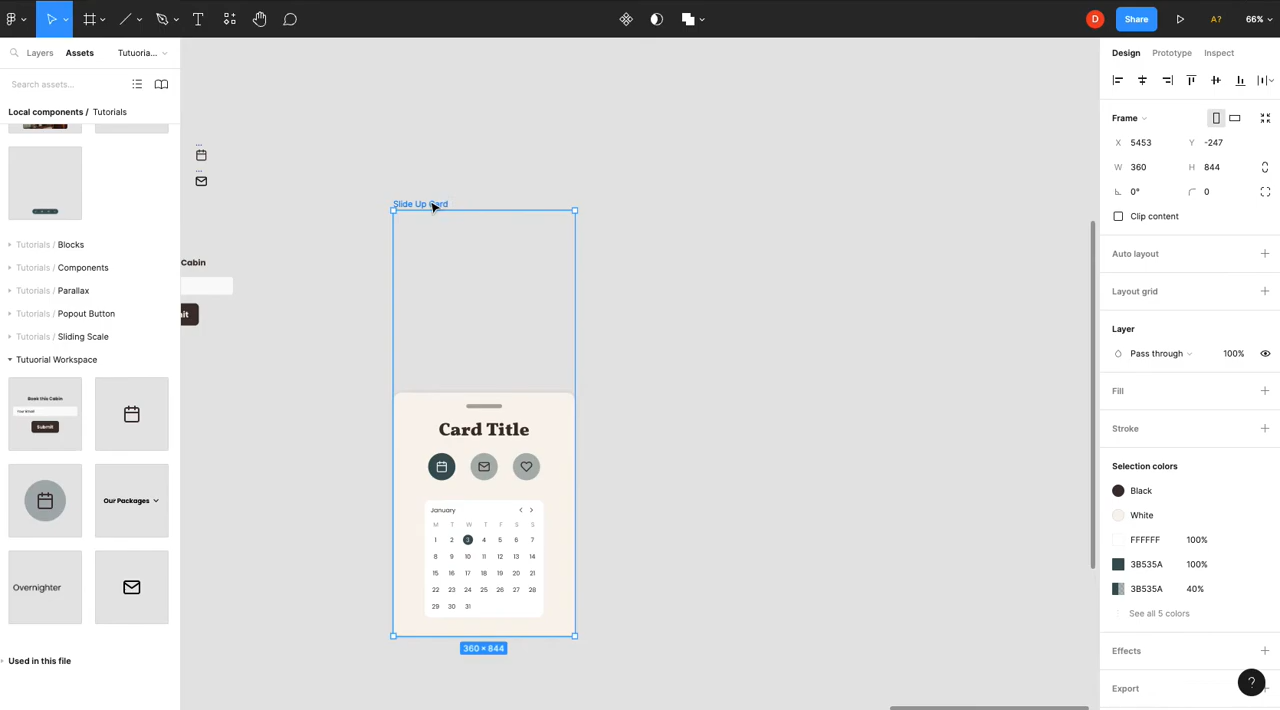 D
Share
A?
66%
Layers
Assets
Tutuoria...
Search assets...
Local components / Tutorials
Tutorials / Blocks
Tutorials / Components
Tutorials / Parallax
Tutorials / Popout Button
Tutorials / Sliding Scale
Tutuorial Workspace
Book this Cabin
Your Email
Submit
Our Packages
Overnighter
Used in this file
...
...
Cabin
nit
Slide Up Card
Card Title
January
M T W T F S S
1 2 3 4 5 6 7
8 9 10 11 12 13 14
15 16 17 18 19 20 21
22 23 24 25 26 27 28
29 30 31
360 × 844
Design
Prototype
Inspect
Frame
X 5453 Y -247
W 360 H 844
0° 0
Clip content
Auto layout
Layout grid
Layer
Pass through 100%
Fill
Stroke
Selection colors
Black
White
FFFFFF 100%
3B535A 100%
3B535A 40%
See all 5 colors
Effects
Export
?